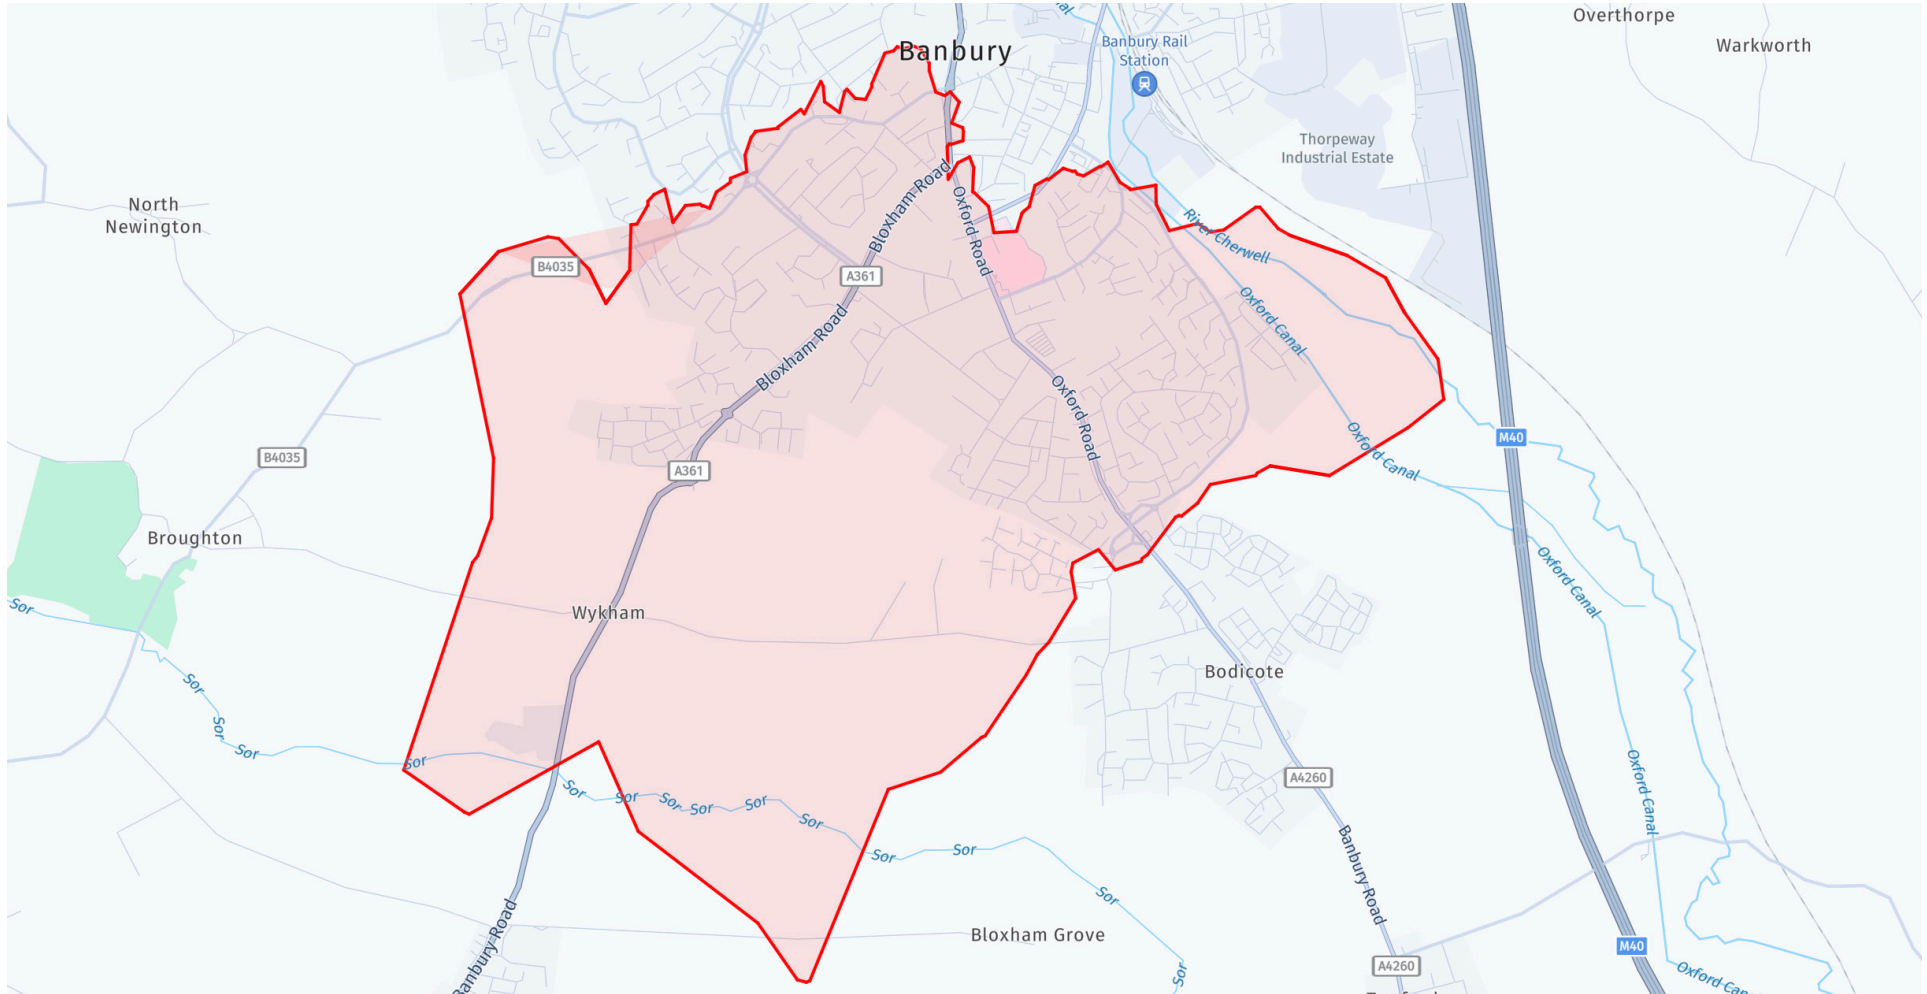 Overthorpe
Warkworth
Banbury
Banbury Rail
Station
Thorpeway
Industrial Estate
North
Newington
Bloxham Road
Oxford Road
River Cherwell
B4035
A361
Oxford Canal
Bloxham Road
Oxford Road
B4035
A361
Oxford Canal
M40
Broughton
Oxford Canal
Sor
Wykham
Bodicote
Sor
Sor
Sor
Sor
A4260
Oxford Canal
Sor
Sor
Sor
Sor
Sor
Sor
Sor
Sor
Banbury Road
Sor
Banbury Road
Bloxham Grove
M40
A4260
Sor